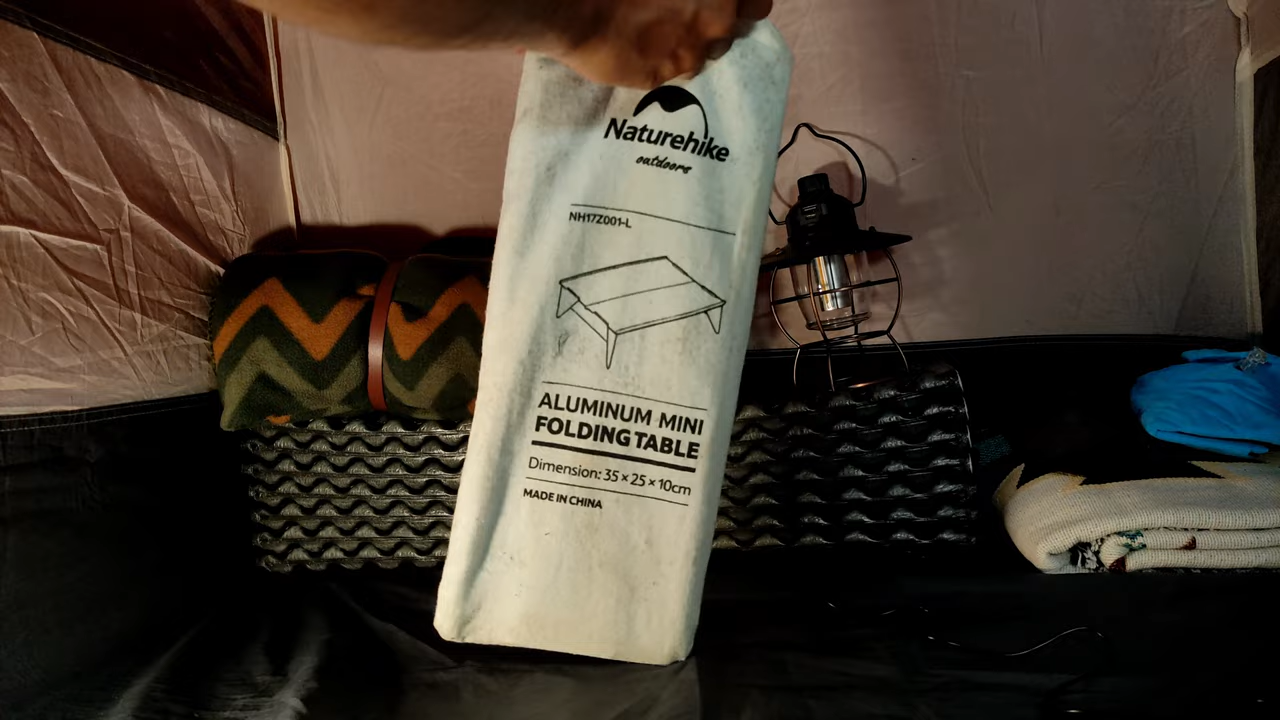 Naturehike
outdoors
NH17Z001-L
ALUMINUM MINI
FOLDING TABLE
Dimension: 35 × 25 × 10cm
MADE IN CHINA